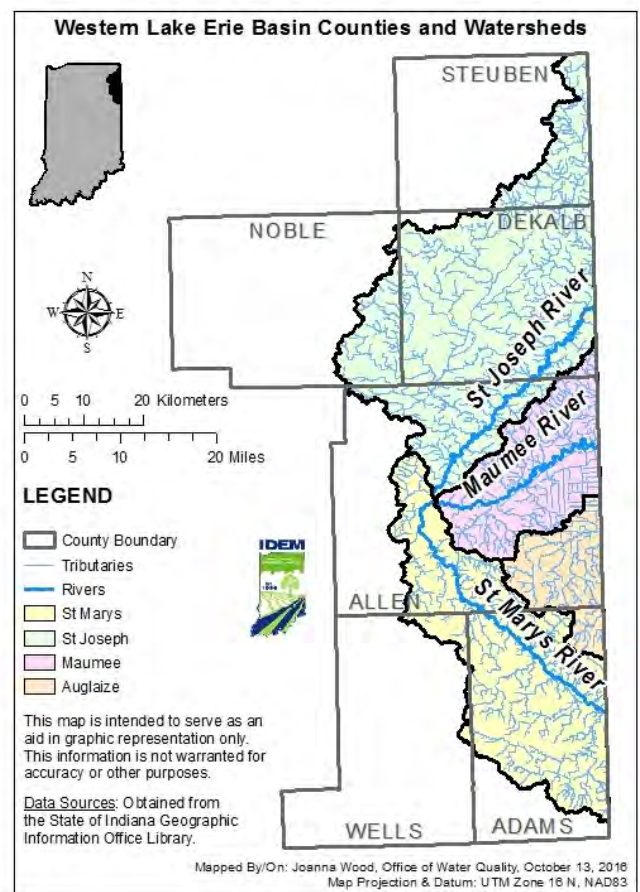 Western Lake Erie Basin Counties and Watersheds
STEUBEN
NOBLE
DEKALB
N
W
E
S
St Joseph River
0 5 10 20 Kilometers
Maumee River
0 5 10 20 Miles
LEGEND
County Boundary
IDEM
Tributaries
Rivers
St Marys
ALLEN
St Marys River
St Joseph
Maumee
Auglaize
This map is intended to serve as an
aid in graphic representation only.
This information is not warranted for
accuracy or other purposes.
Data Sources: Obtained from
the State of Indiana Geographic
Information Office Library.
WELLS
ADAMS
Mapped By/On: Joanna Wood, Office of Water Quality, October 13, 2016
Map Projection & Datum: UTM Zone 16 N, NAD83